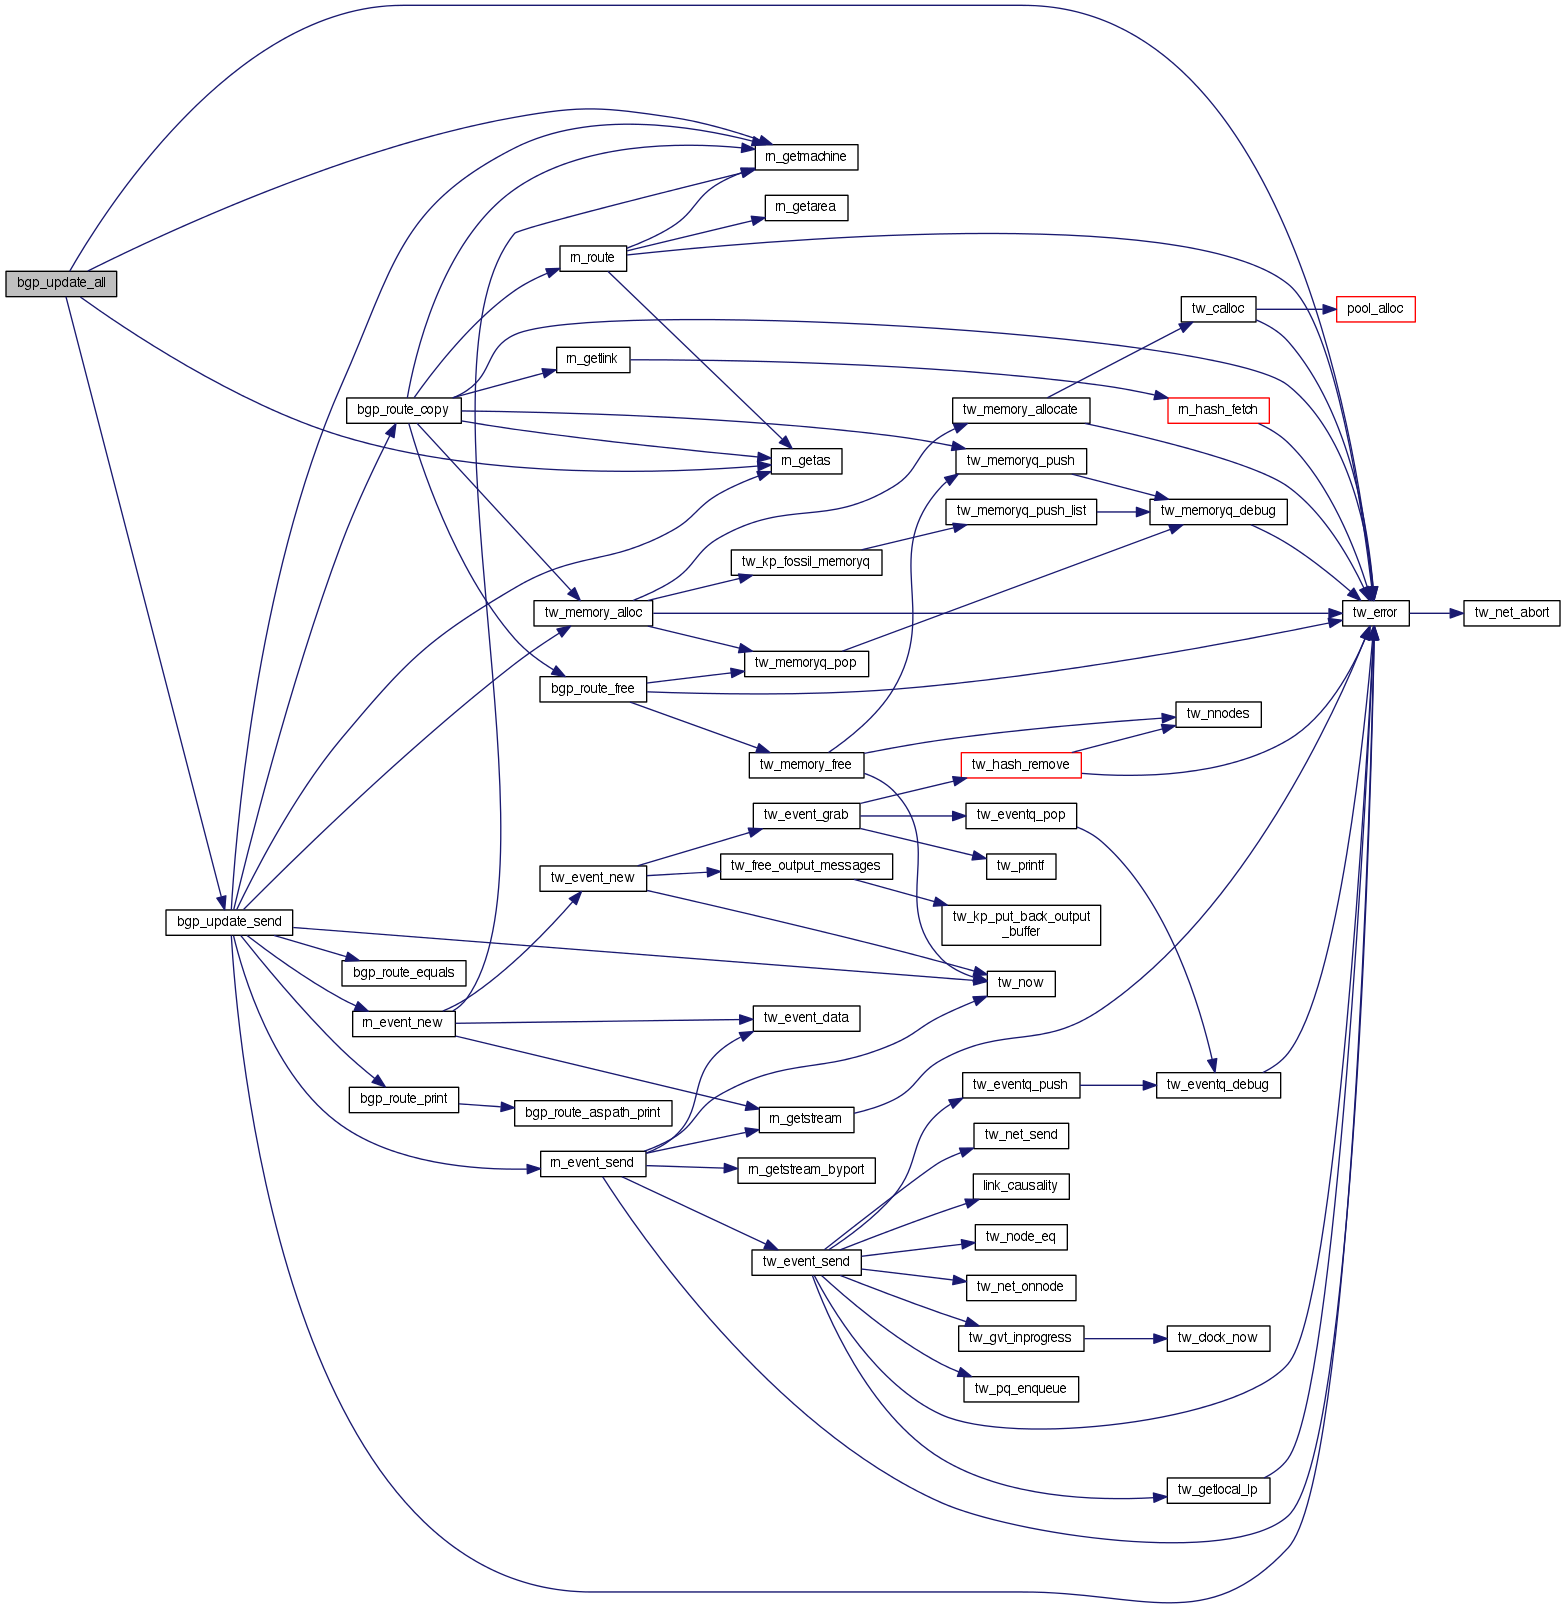 bgp_update_all
rn_getmachine
rn_getarea
rn_route
tw_calloc
pool_alloc
rn_getlink
bgp_route_copy
tw_memory_allocate
rn_hash_fetch
rn_getas
tw_memoryq_push
tw_memoryq_push_list
tw_memoryq_debug
tw_kp_fossil_memoryq
tw_memory_alloc
tw_error
tw_net_abort
tw_memoryq_pop
bgp_route_free
tw_nnodes
tw_memory_free
tw_hash_remove
tw_event_grab
tw_eventq_pop
tw_printf
tw_free_output_messages
tw_event_new
bgp_update_send
tw_kp_put_back_output
_buffer
bgp_route_equals
tw_now
rn_event_new
tw_event_data
tw_eventq_push
tw_eventq_debug
bgp_route_print
bgp_route_aspath_print
rn_getstream
tw_net_send
rn_event_send
rn_getstream_byport
link_causality
tw_node_eq
tw_event_send
tw_net_onnode
tw_gvt_inprogress
tw_clock_now
tw_pq_enqueue
tw_getlocal_lp